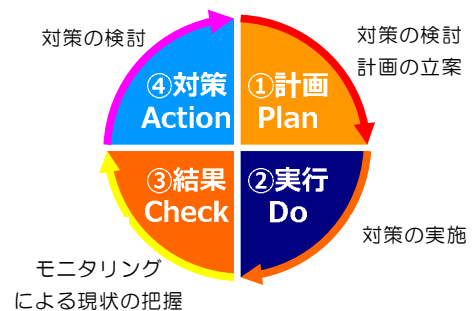 対策の検討
対策の検討
計画の立案
④対策
Action
①計画
Plan
③結果
Check
②実行
Do
対策の実施
モニタリング
による現状の把握